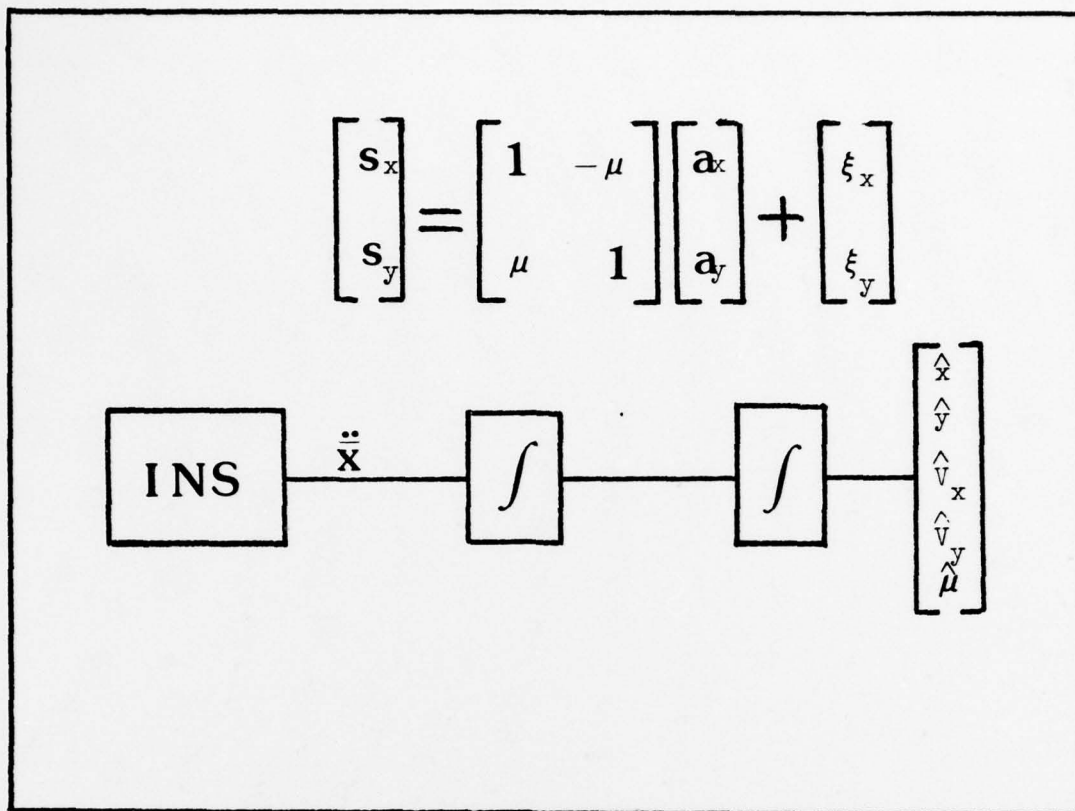 [s_x s_y] = [1 -μ μ 1] [a_x a_y] + [ξ_x ξ_y]
INS
ẍ
∫
∫
x̂
ŷ
v̂_x
v̂_y
μ̂